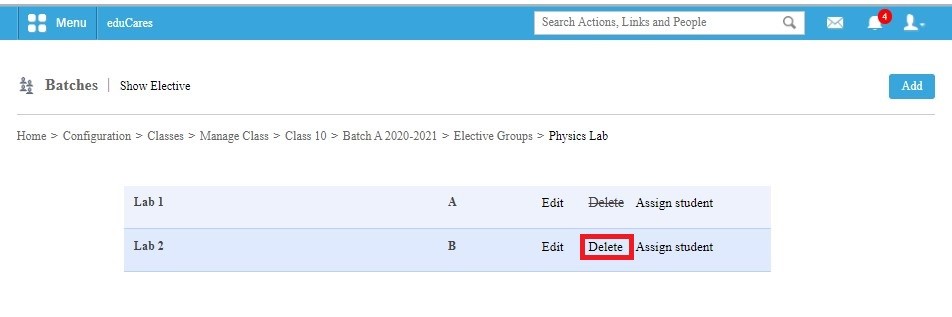 Menu eduCares Search Actions, Links and People 4
Batches | Show Elective Add
Home > Configuration > Classes > Manage Class > Class 10 > Batch A 2020-2021 > Elective Groups > Physics Lab
Lab 1 A Edit Delete Assign student
Lab 2 B Edit Delete Assign student